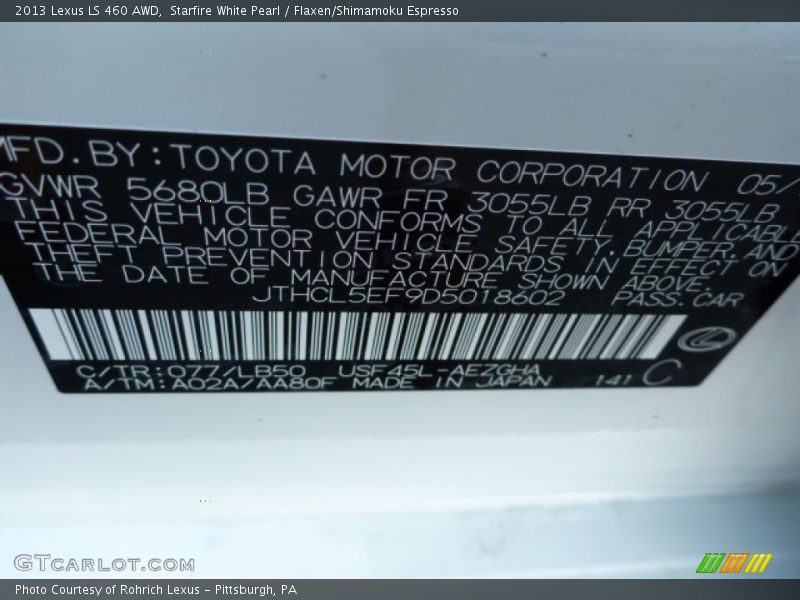 2013 Lexus LS 460 AWD,  Starfire White Pearl / Flaxen/Shimamoku Espresso
MFD. BY: TOYOTA MOTOR CORPORATION 05/
GVWR 5680LB GAWR FR 3055LB RR 3055LB
THIS VEHICLE CONFORMS TO ALL APPLICABLE
FEDERAL MOTOR VEHICLE SAFETY, BUMPER, AND
THEFT PREVENTION STANDARDS IN EFFECT ON
THE DATE OF MANUFACTURE SHOWN ABOVE.
JTHCL5EF9D5018602 PASS. CAR
C/TR: 077/LB50 USF45L-AEZGHA
A/TM: A02A/AA80F MADE IN JAPAN 141 C
GTCARLOT.COM
Photo Courtesy of Rohrich Lexus – Pittsburgh, PA